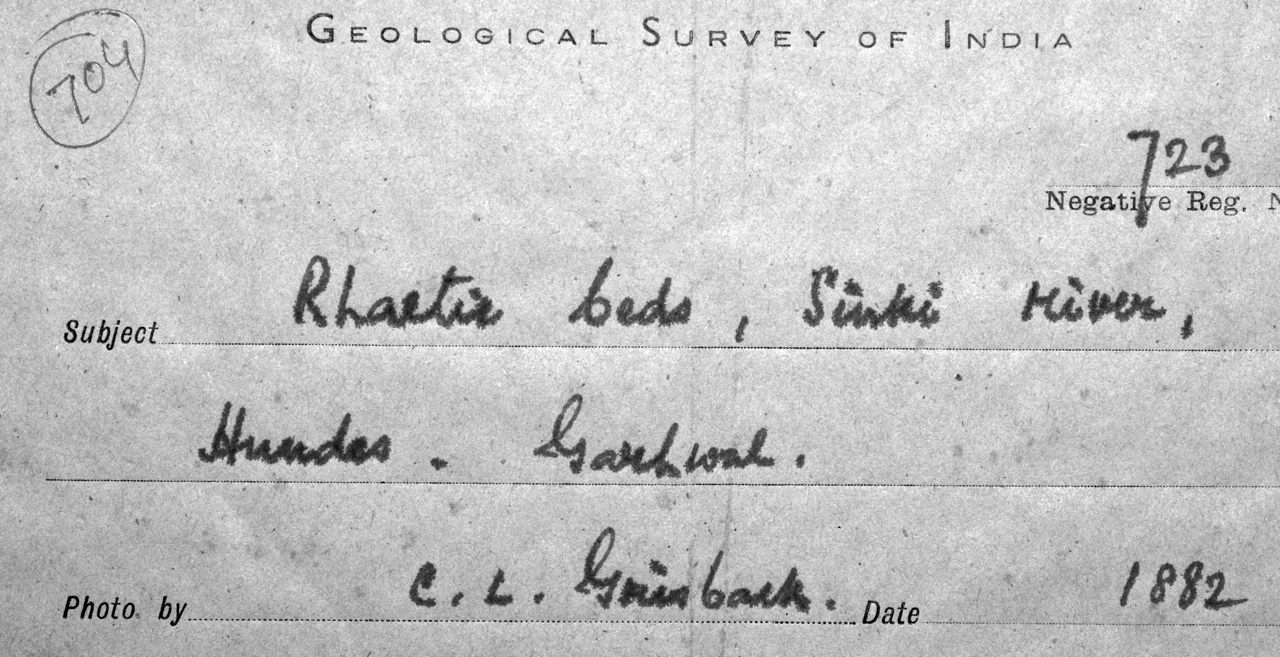 704
GEOLOGICAL SURVEY OF INDIA
723
Negative Reg. N
Subject Rhaetic beds, Sinki river,
Hundes. Garhwal.
Photo by C. L. Griesback. Date 1882